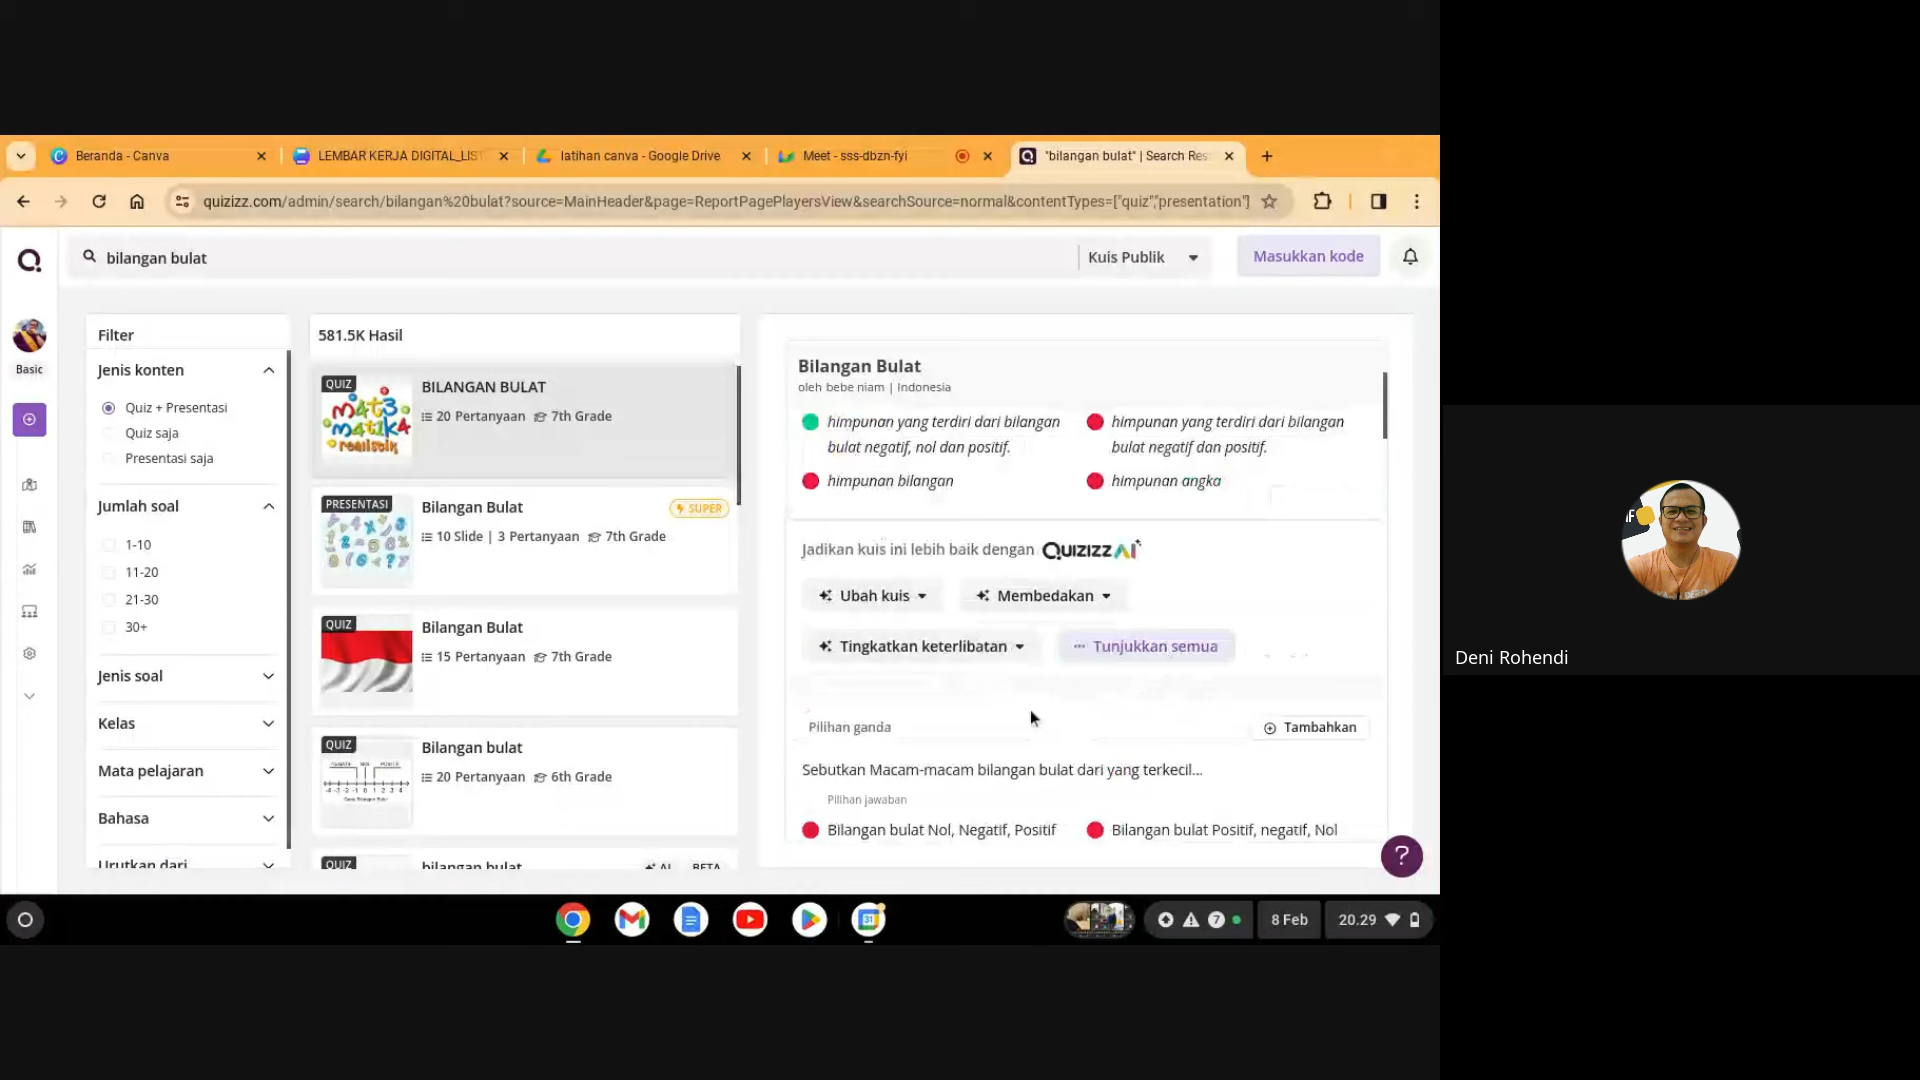 Beranda - Canva
LEMBAR KERJA DIGITAL_LIS
latihan canva - Google Drive
Meet - sss-dbzn-fyi
"bilangan bulat" | Search Res
quizizz.com/admin/search/bilangan%20bulat?source=MainHeader&page=ReportPagePlayersView&searchSource=normal&contentTypes=["quiz","presentation"]
bilangan bulat
Kuis Publik
Masukkan kode
Basic
Filter
Jenis konten
Quiz + Presentasi
Quiz saja
Presentasi saja
Jumlah soal
1-10
11-20
21-30
30+
Jenis soal
Kelas
Mata pelajaran
Bahasa
Urutkan dari
581.5K Hasil
QUIZ
mat3
matik4
realistik
BILANGAN BULAT
20 Pertanyaan 7th Grade
PRESENTASI
Bilangan Bulat
SUPER
10 Slide | 3 Pertanyaan 7th Grade
QUIZ
Bilangan Bulat
15 Pertanyaan 7th Grade
QUIZ
Bilangan bulat
20 Pertanyaan 6th Grade
QUIZ
bilangan bulat
AI BETA
Bilangan Bulat
oleh bebe niam | Indonesia
himpunan yang terdiri dari bilangan bulat negatif, nol dan positif.
himpunan yang terdiri dari bilangan bulat negatif dan positif.
himpunan bilangan
himpunan angka
Jadikan kuis ini lebih baik dengan QUIZIZZ AI
Ubah kuis
Membedakan
Tingkatkan keterlibatan
Tunjukkan semua
Pilihan ganda
Tambahkan
Sebutkan Macam-macam bilangan bulat dari yang terkecil...
Pilihan jawaban
Bilangan bulat Nol, Negatif, Positif
Bilangan bulat Positif, negatif, Nol
?
31
7
8 Feb
20.29
Deni Rohendi